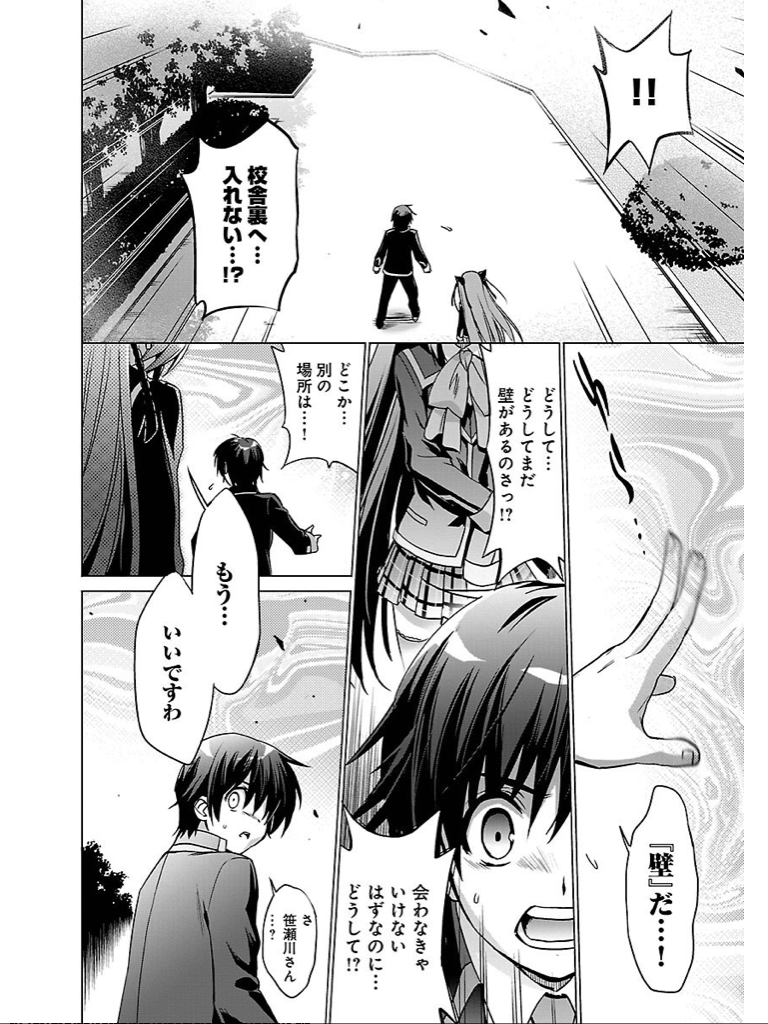 !!
校舎裏へ…
入れない…!?
『壁』だ…!
どうして…
どうしてまだ
壁があるのさっ!?
会わなきゃ
いけない
はずなのに…
どうして!?
どこか…
別の
場所は…!
もう…
いいですわ
さ
笹瀬川さん
…?